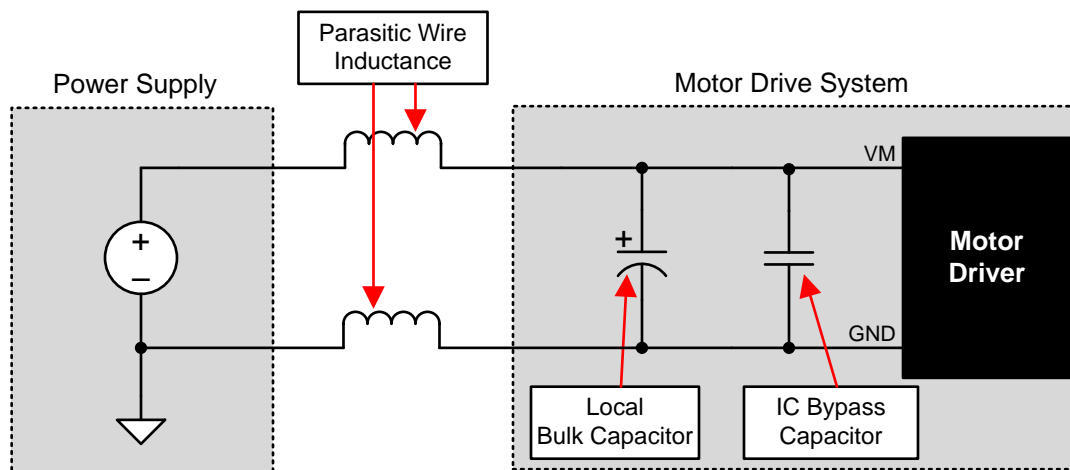 Parasitic Wire
Inductance
Power Supply
Motor Drive System
VM
+
−
+
Motor
Driver
GND
Local
Bulk Capacitor
IC Bypass
Capacitor